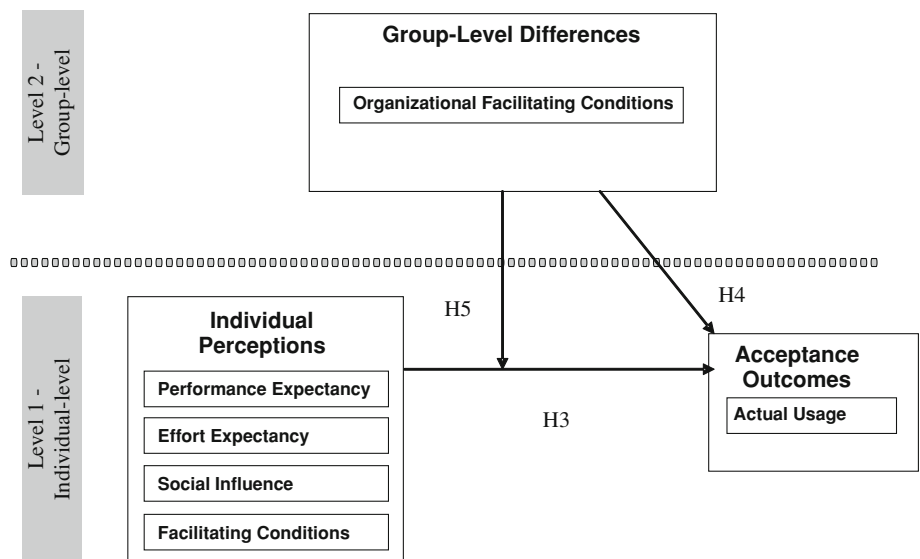 Level 2 -
Group-level
Group-Level Differences
Organizational Facilitating Conditions
H5
H4
Level 1 -
Individual-level
Individual
Perceptions
Performance Expectancy
Effort Expectancy
Social Influence
Facilitating Conditions
H3
Acceptance
Outcomes
Actual Usage